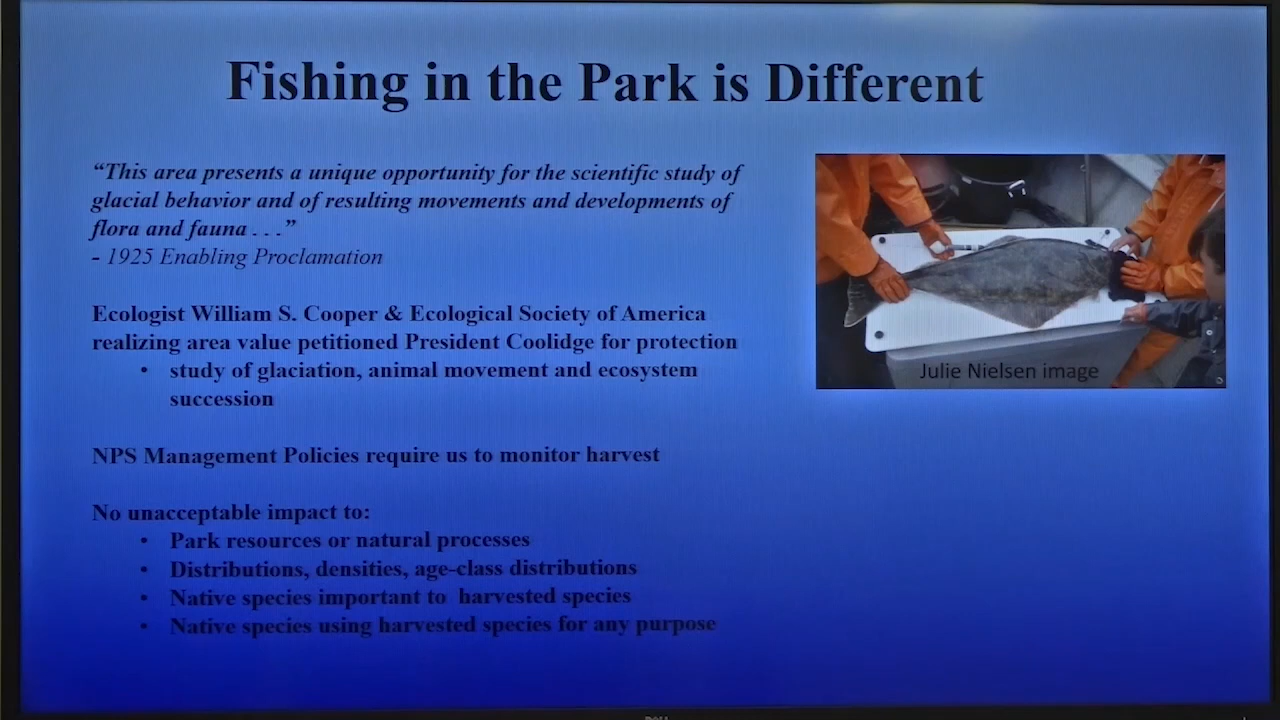 Fishing in the Park is Different
“This area presents a unique opportunity for the scientific study of
glacial behavior and of resulting movements and developments of
flora and fauna . . .”
- 1925 Enabling Proclamation
Ecologist William S. Cooper & Ecological Society of America
realizing area value petitioned President Coolidge for protection
• study of glaciation, animal movement and ecosystem
succession
NPS Management Policies require us to monitor harvest
No unacceptable impact to:
• Park resources or natural processes
• Distributions, densities, age-class distributions
• Native species important to  harvested species
• Native species using harvested species for any purpose
Julie Nielsen image